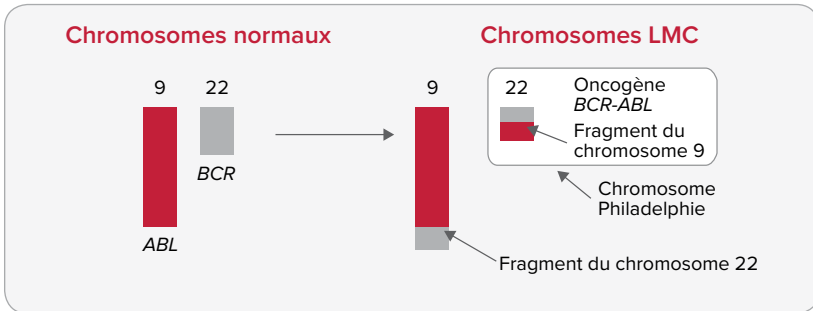 Chromosomes normaux
9 22
BCR
ABL
Chromosomes LMC
9
22
Oncogène
BCR-ABL
Fragment du
chromosome 9
Chromosome
Philadelphie
Fragment du chromosome 22